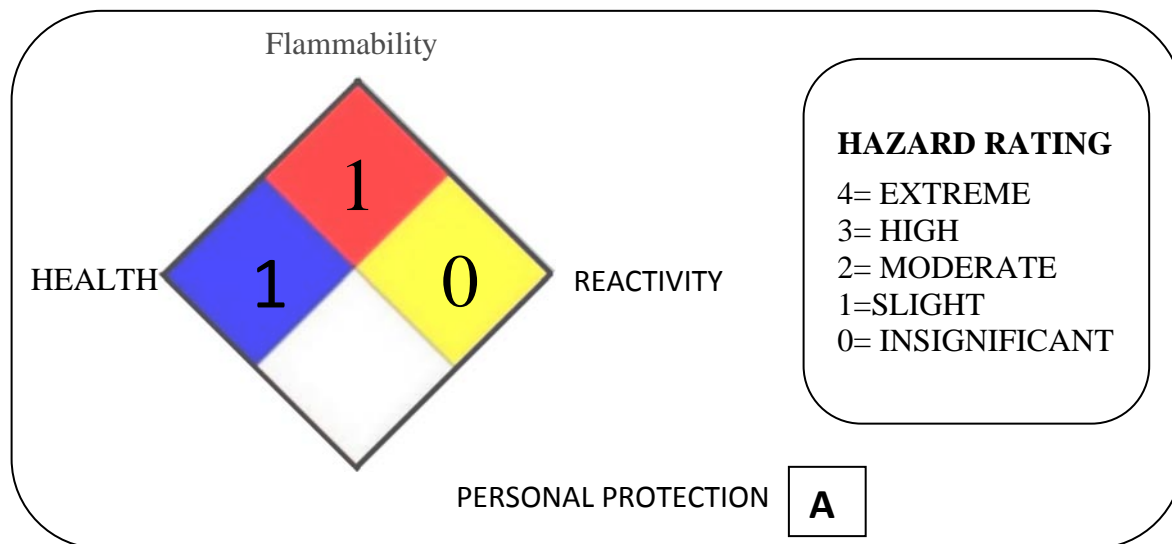 Flammability
1
HEALTH
1
0
REACTIVITY
HAZARD RATING
4= EXTREME
3= HIGH
2= MODERATE
1=SLIGHT
0= INSIGNIFICANT
PERSONAL PROTECTION
A